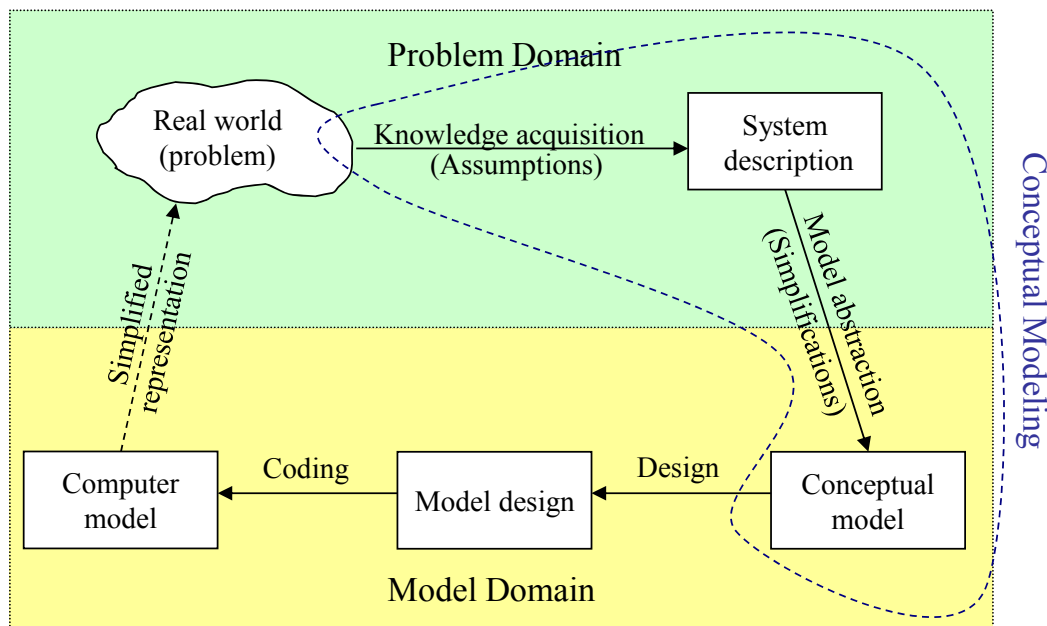 Problem Domain
Real world
(problem)
Knowledge acquisition
(Assumptions)
System
description
Conceptual Modeling
Model abstraction
(Simplifications)
Simplified
representation
Computer
model
Coding
Model design
Design
Conceptual
model
Model Domain